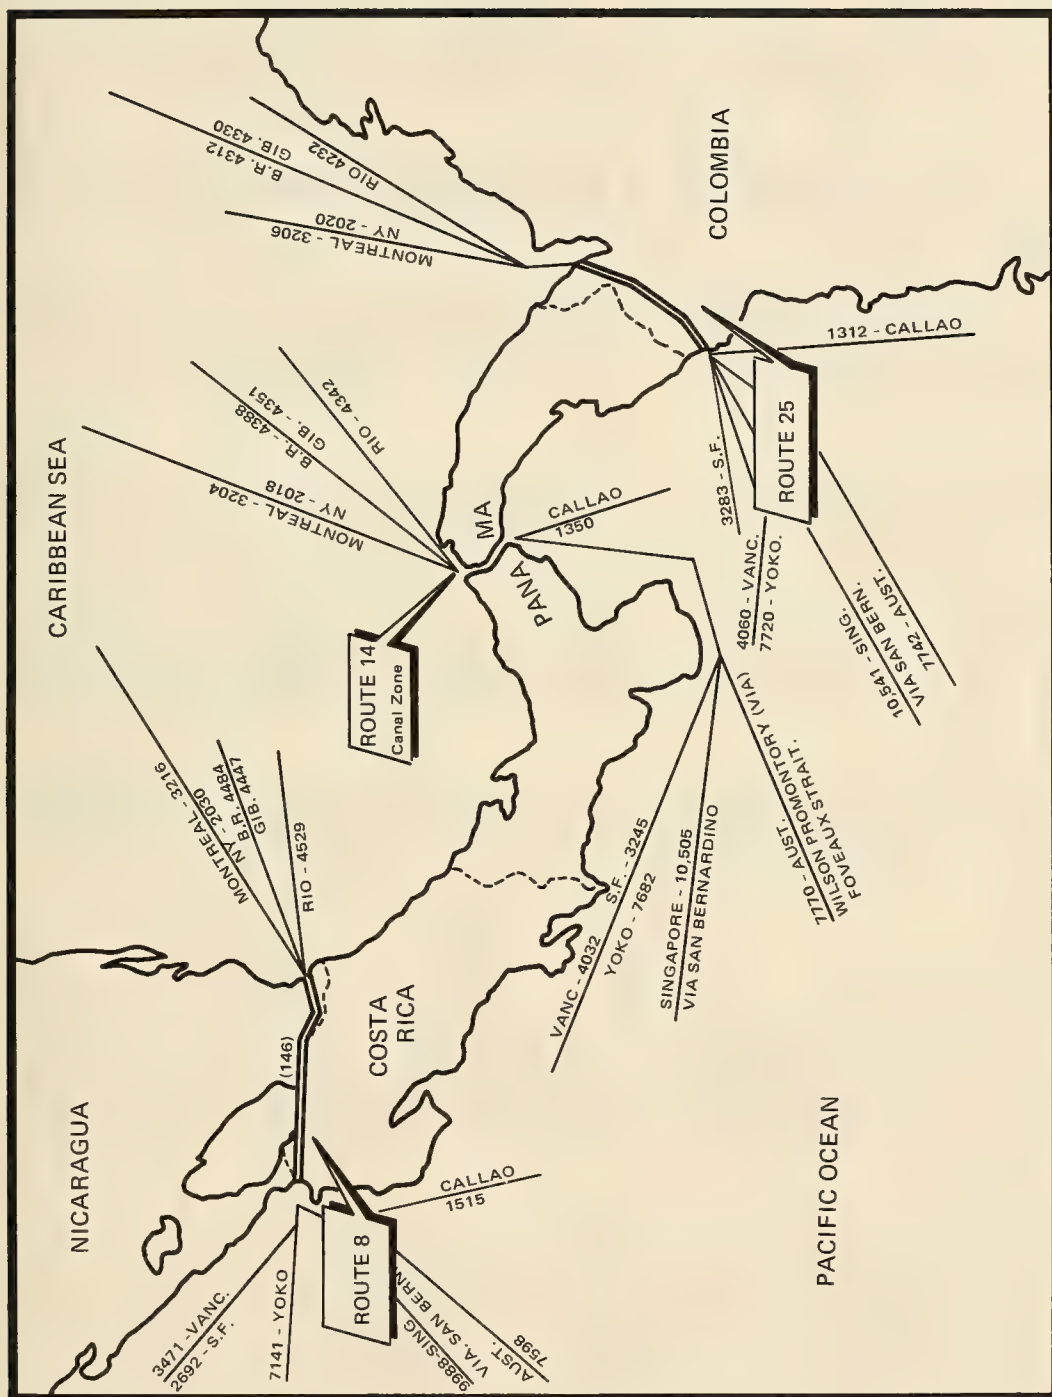 NICARAGUA
CARIBBEAN SEA
COSTA
RICA
PANA
MA
COLOMBIA
PACIFIC OCEAN
ROUTE 8
3471 - VANC.
2692 - S.F.
7141 - YOKO
9988-SING
VIA. SAN BERN
AUST.
7598
CALLAO
1515
(146)
MONTREAL - 3216
NY - 2030
B.R. 4484
GIB. 4447
RIO - 4529
ROUTE 14
Canal Zone
MONTREAL - 3204
NY - 2018
B.R. - 4388
GIB. - 4351
RIO - 4342
CALLAO
1350
VANC - 4032
S.F. - 3245
YOKO - 7682
SINGAPORE - 10,505
VIA SAN BERNARDINO
7770 - AUST.
WILSON PROMONTORY (VIA)
FOVEAUX STRAIT.
ROUTE 25
MONTREAL - 3206
NY - 2020
B.R. 4312
GIB. 4330
RIO 4232
1312 - CALLAO
3283 - S.F.
4060 - VANC.
7720 - YOKO.
10,541 - SING.
VIA SAN BERN.
7742 - AUST.